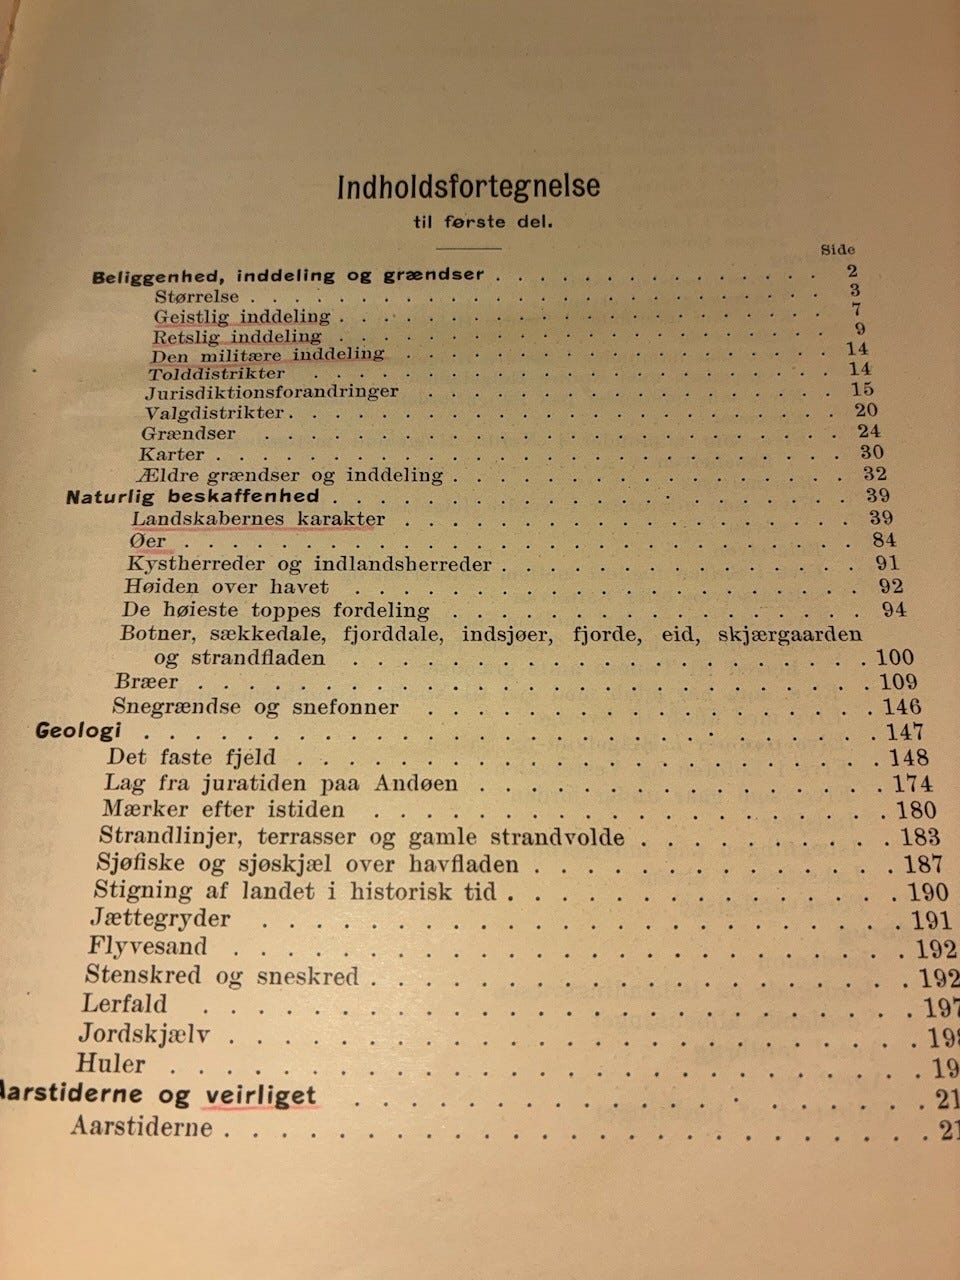 Indholdsfortegnelse
til første del.
Side
Beliggenhed, inddeling og grændser . . . . . . . . . . . . . . . 2
Størrelse . . . . . . . . . . . . . . . . . . . . . 3
Geistlig inddeling . . . . . . . . . . . . . . . . . 7
Retslig inddeling . . . . . . . . . . . . . . . . . 9
Den militære inddeling . . . . . . . . . . . . . . . 14
Tolddistrikter . . . . . . . . . . . . . . . . . . 14
Jurisdiktionsforandringer . . . . . . . . . . . . . . 15
Valgdistrikter . . . . . . . . . . . . . . . . . . . 20
Grændser . . . . . . . . . . . . . . . . . . . . 24
Karter . . . . . . . . . . . . . . . . . . . . . . 30
Ældre grændser og inddeling . . . . . . . . . . . . . 32
Naturlig beskaffenhed . . . . . . . . . . . . . . . . . . 39
Landskabernes karakter . . . . . . . . . . . . . . . 39
Øer . . . . . . . . . . . . . . . . . . . . . . . . 84
Kystherreder og indlandsherreder . . . . . . . . . . . 91
Høiden over havet . . . . . . . . . . . . . . . . . 92
De høieste toppes fordeling . . . . . . . . . . . . . 94
Botner, sækkedale, fjorddale, indsjøer, fjorde, eid, skjærgaarden
og strandfladen . . . . . . . . . . . . . . . . . 100
Bræer . . . . . . . . . . . . . . . . . . . . . . 109
Snegrændse og snefonner . . . . . . . . . . . . . . 146
Geologi . . . . . . . . . . . . . . . . . . . . . . . . 147
Det faste fjeld . . . . . . . . . . . . . . . . . . . 148
Lag fra juratiden paa Andøen . . . . . . . . . . . . 174
Mærker efter istiden . . . . . . . . . . . . . . . . 180
Strandlinjer, terrasser og gamle strandvolde . . . . . . . 183
Sjøfiske og sjøskjæl over havfladen . . . . . . . . . . 187
Stigning af landet i historisk tid . . . . . . . . . . . . 190
Jættegryder . . . . . . . . . . . . . . . . . . . . 191
Flyvesand . . . . . . . . . . . . . . . . . . . . . 192
Stenskred og sneskred . . . . . . . . . . . . . . . . 192
Lerfald . . . . . . . . . . . . . . . . . . . . . . 197
Jordskjælv . . . . . . . . . . . . . . . . . . . . . 19
Huler . . . . . . . . . . . . . . . . . . . . . . . 19
Aarstiderne og veirliget . . . . . . . . . . . . . . . . . 21
Aarstiderne . . . . . . . . . . . . . . . . . . . . . 21